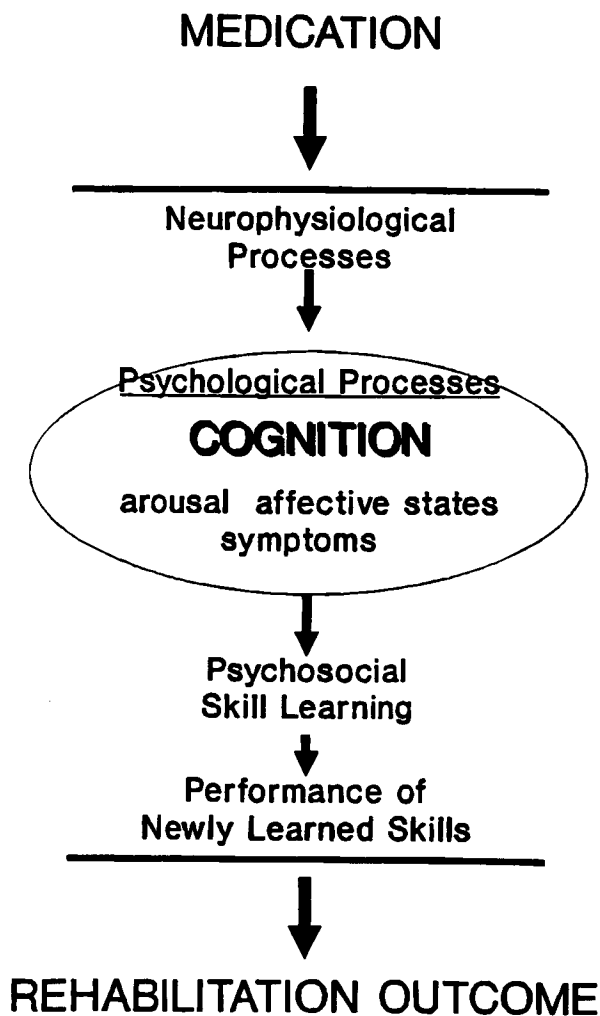 MEDICATION
Neurophysiological
Processes
Psychological Processes
COGNITION
arousal affective states
symptoms
Psychosocial
Skill Learning
Performance of
Newly Learned Skills
REHABILITATION OUTCOME